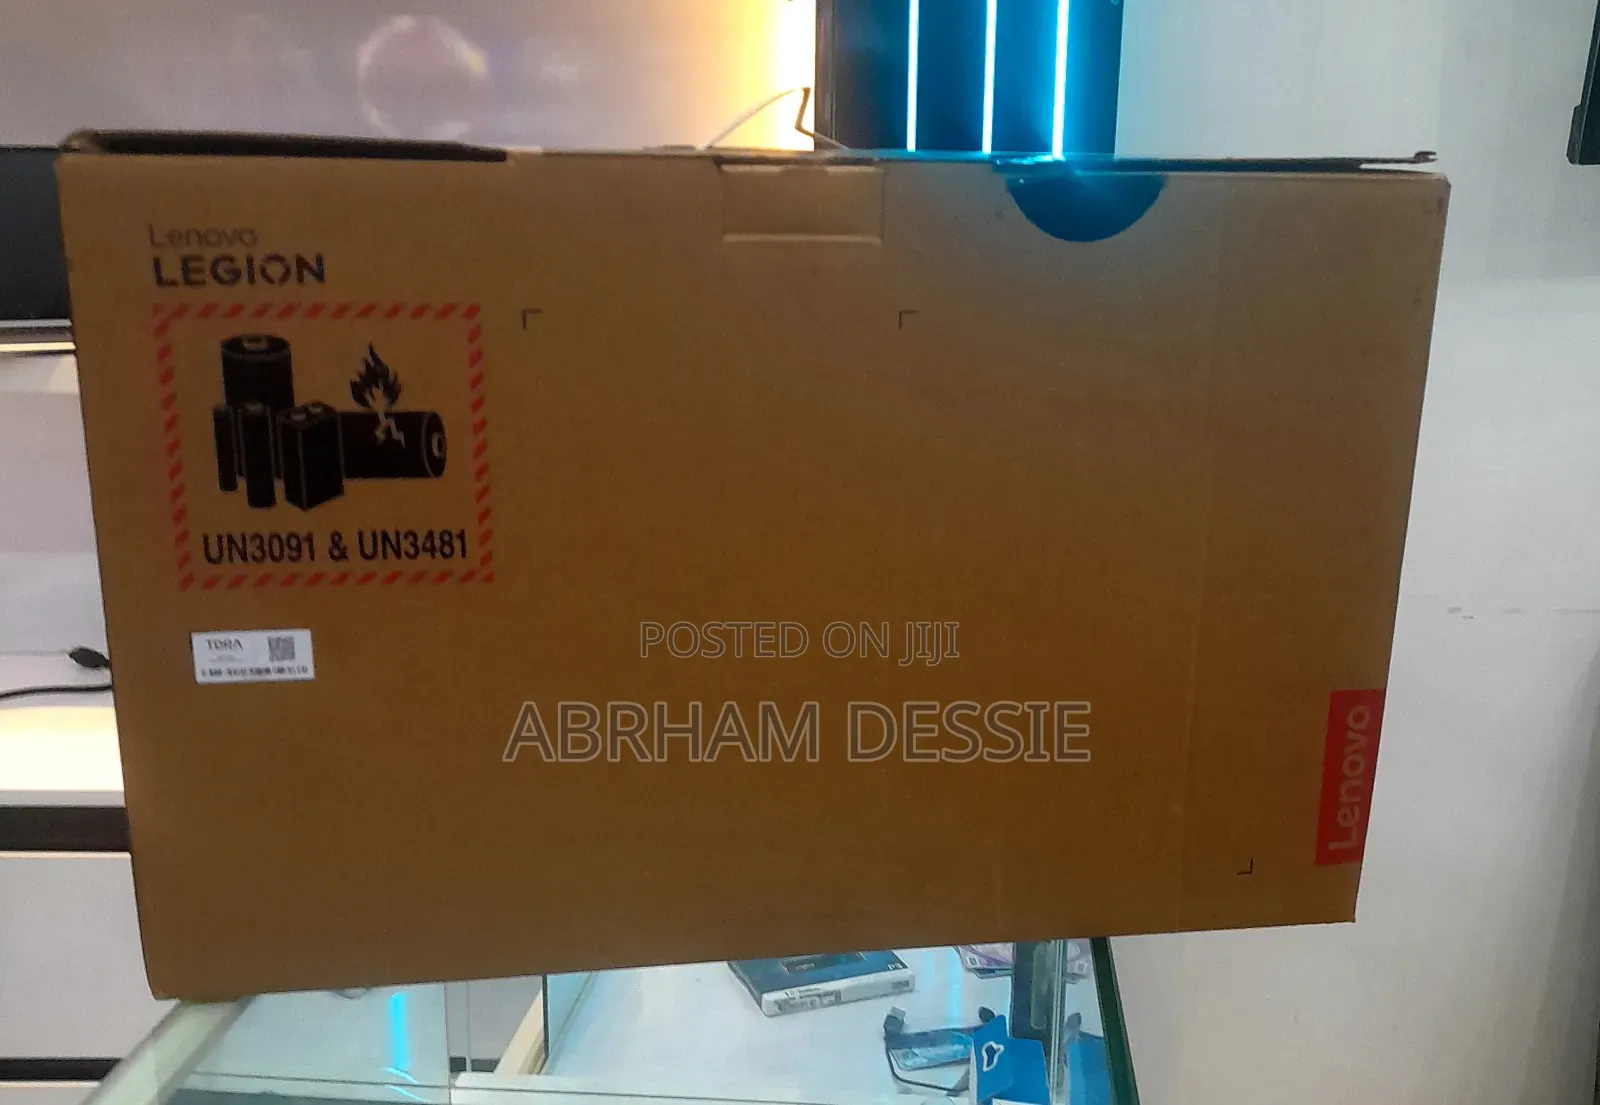 Lenovo
LEGION
UN3091 & UN3481
TDRA
POSTED ON JIJI
ABRHAM DESSIE
Lenovo